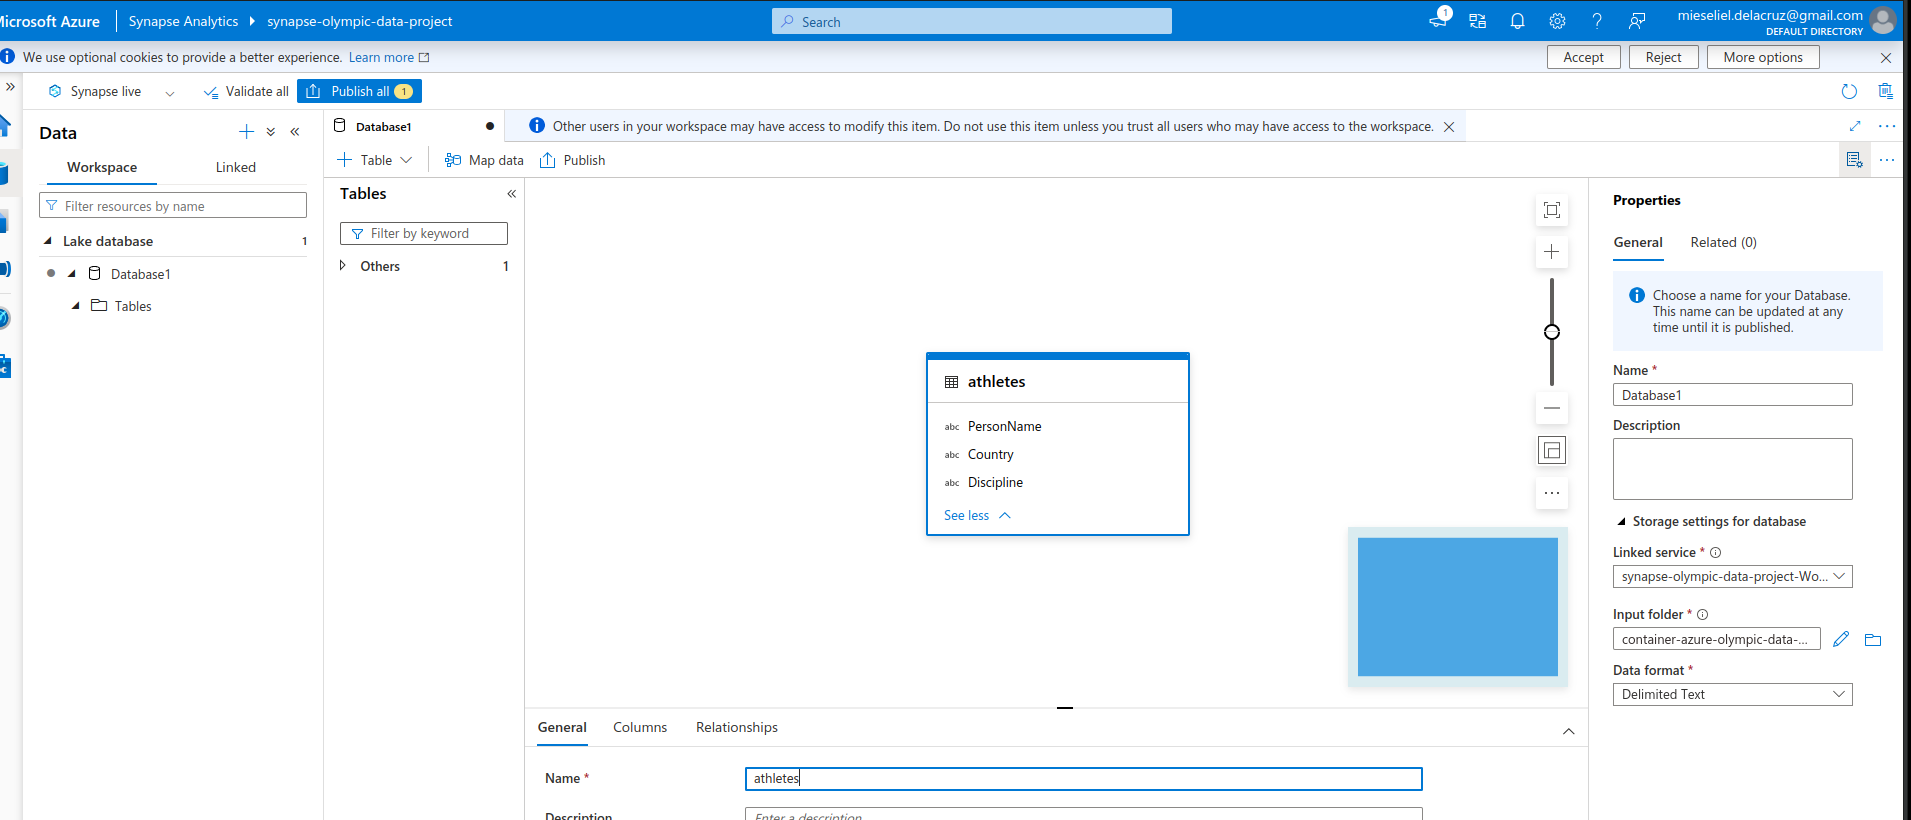 Microsoft Azure
Synapse Analytics
synapse-olympic-data-project
Search
1
mieseliel.delacruz@gmail.com
DEFAULT DIRECTORY
We use optional cookies to provide a better experience. Learn more
Accept
Reject
More options
Synapse live
Validate all
Publish all 1
Data
Workspace
Linked
Filter resources by name
Lake database 1
Database1
Tables
Database1
Other users in your workspace may have access to modify this item. Do not use this item unless you trust all users who may have access to the workspace.
Table
Map data
Publish
Tables
Filter by keyword
Others 1
athletes
abc PersonName
abc Country
abc Discipline
See less
General
Columns
Relationships
Name *
athletes
Description
Enter a description
Properties
General
Related (0)
Choose a name for your Database.
This name can be updated at any
time until it is published.
Name *
Database1
Description
Storage settings for database
Linked service *
synapse-olympic-data-project-Wo...
Input folder *
container-azure-olympic-data-...
Data format *
Delimited Text